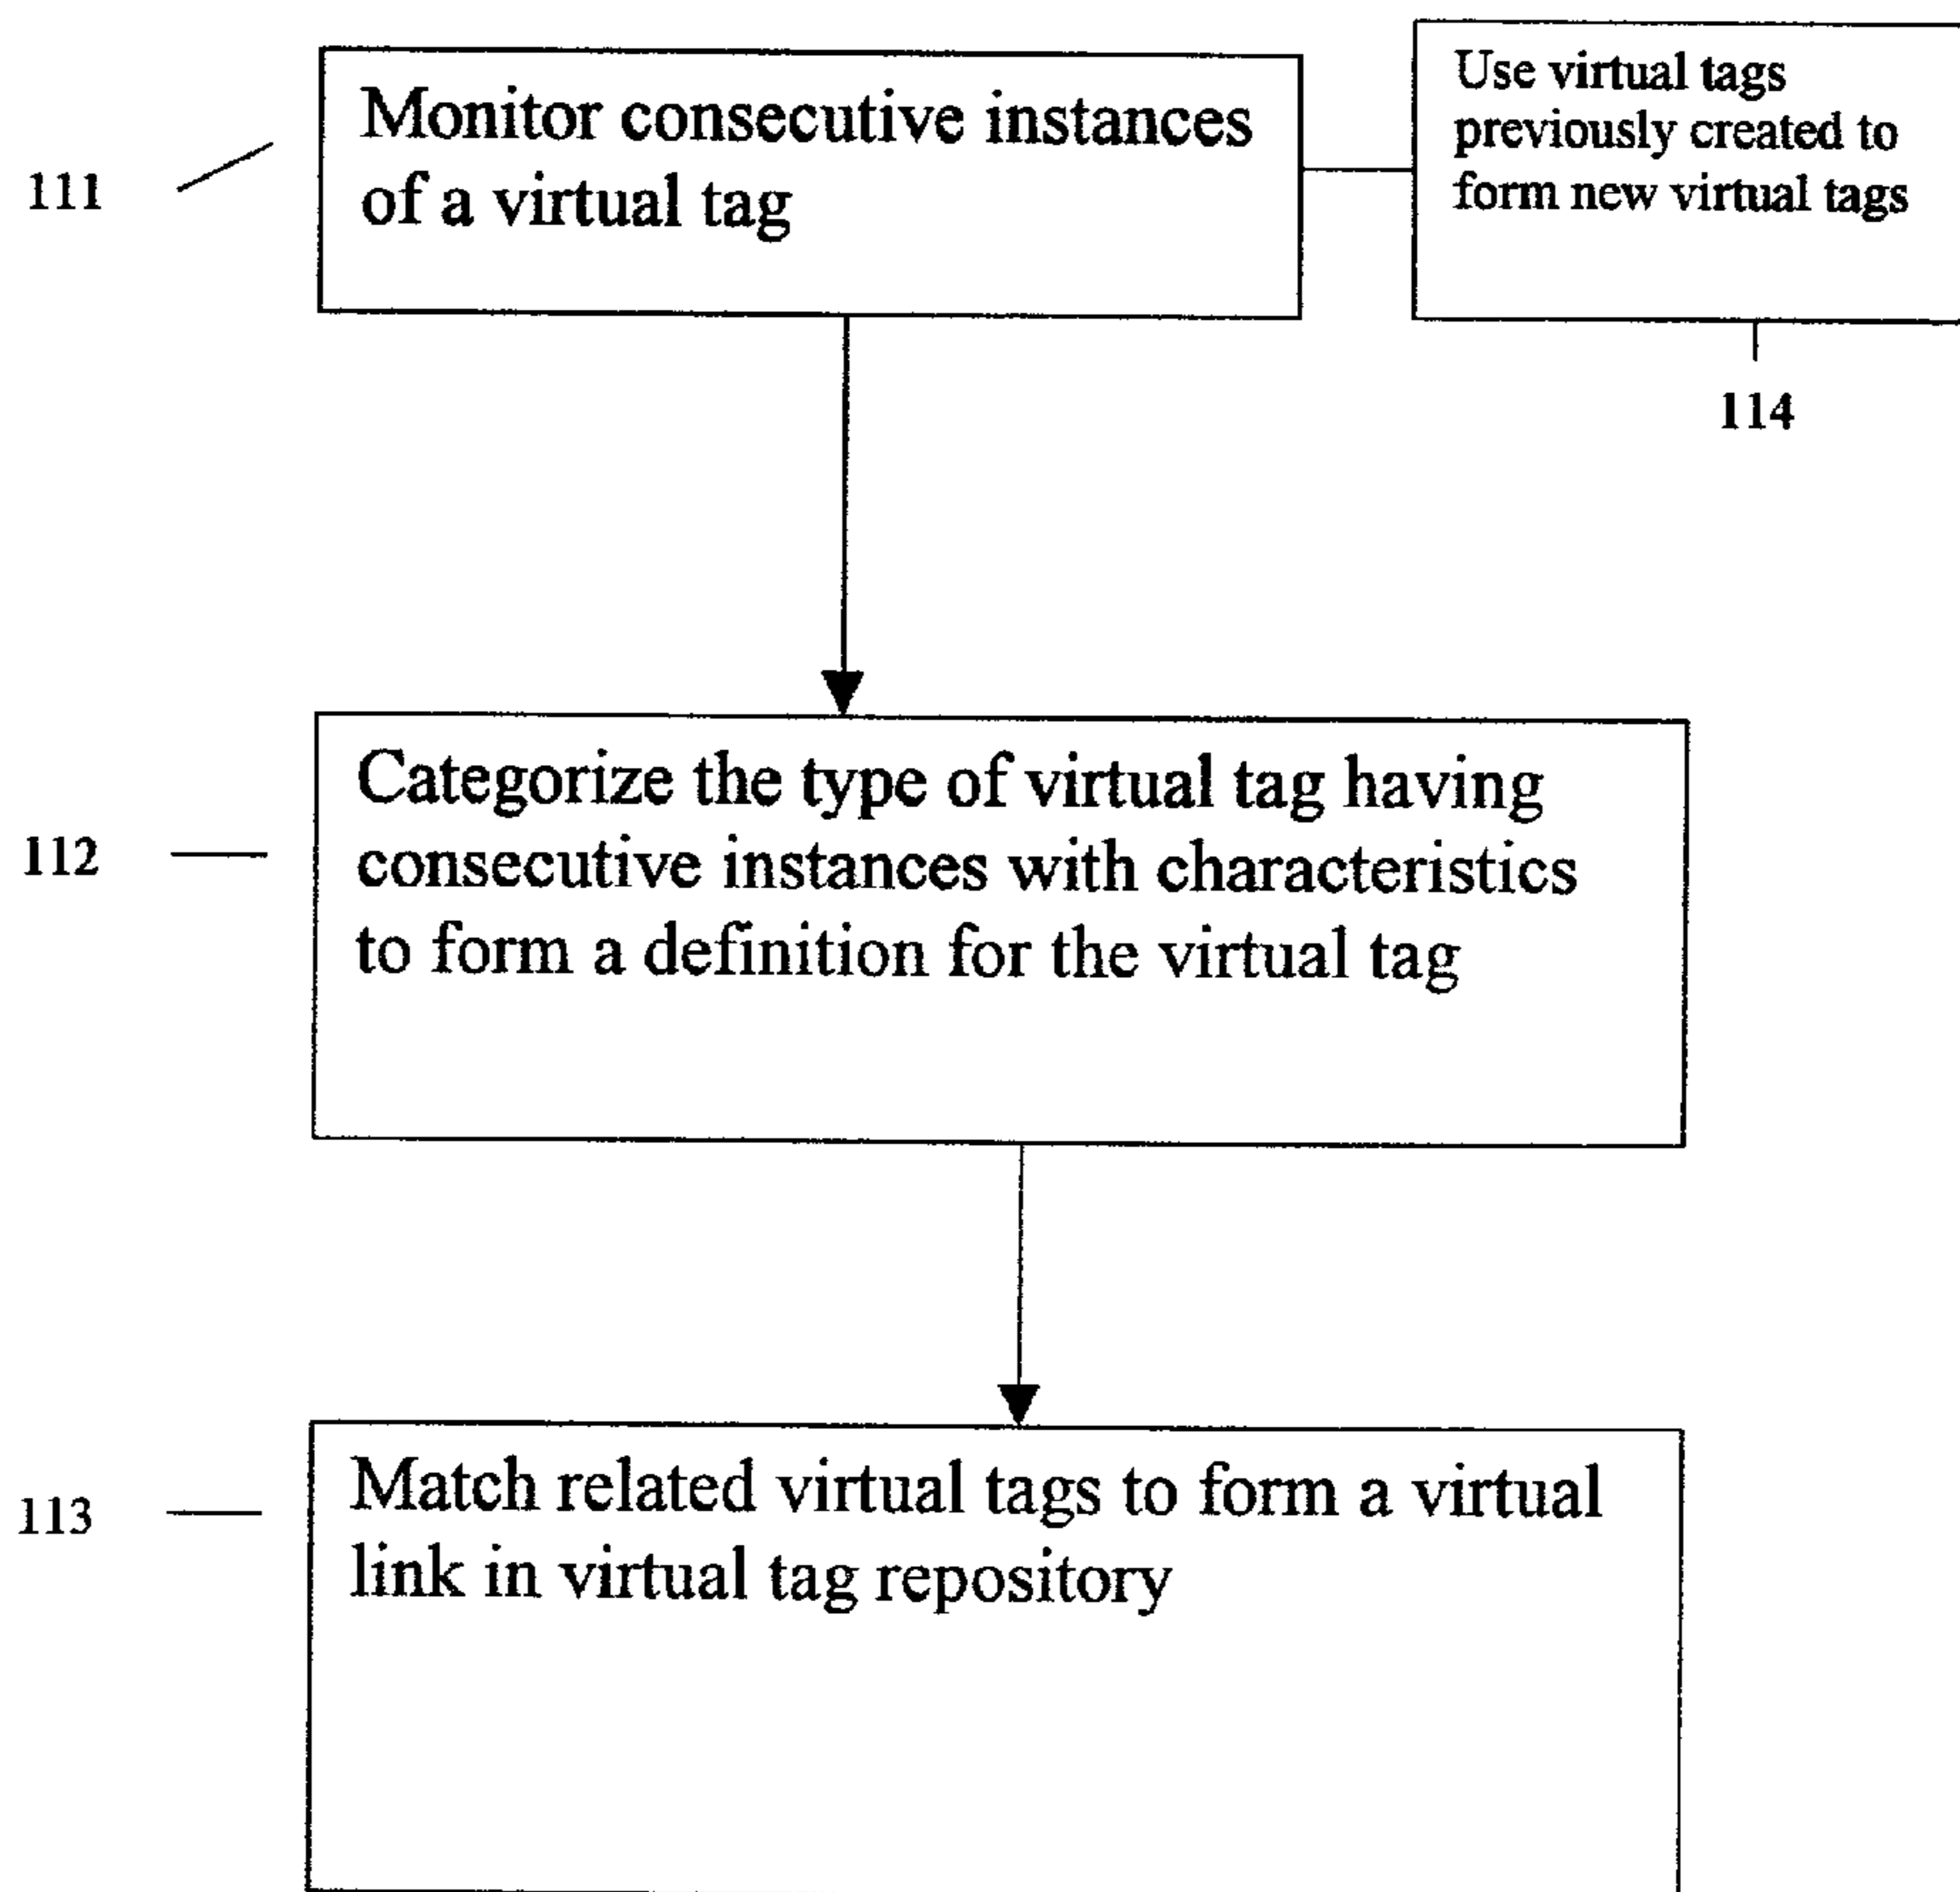 111
Monitor consecutive instances
of a virtual tag
Use virtual tags
previously created to
form new virtual tags
114
112
Categorize the type of virtual tag having
consecutive instances with characteristics
to form a definition for the virtual tag
113
Match related virtual tags to form a virtual
link in virtual tag repository